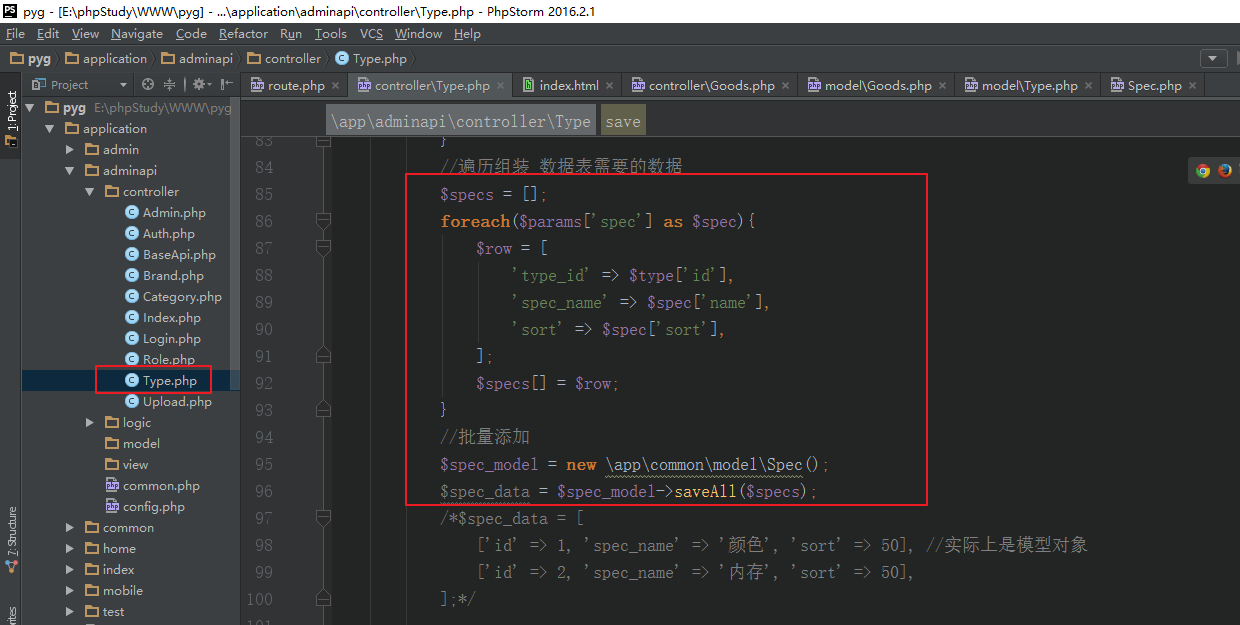 pyg - [E:\phpStudy\WWW\pyg] - ...\application\adminapi\controller\Type.php - PhpStorm 2016.2.1
File Edit View Navigate Code Refactor Run Tools VCS Window Help
pyg application adminapi controller Type.php
Project
route.php controller\Type.php index.html controller\Goods.php model\Goods.php model\Type.php Spec.php
1: Project
7: Structure
pyg E:\phpStudy\WWW\pyg
application
admin
adminapi
controller
Admin.php
Auth.php
BaseApi.php
Brand.php
Category.php
Index.php
Login.php
Role.php
Type.php
Upload.php
logic
model
view
common.php
config.php
common
home
index
mobile
test
\app\adminapi\controller\Type save
83 }
84 //遍历组装 数据表需要的数据
85 $specs = [];
86 foreach($params['spec'] as $spec){
87 $row = [
88 'type_id' => $type['id'],
89 'spec_name' => $spec['name'],
90 'sort' => $spec['sort'],
91 ];
92 $specs[] = $row;
93 }
94 //批量添加
95 $spec_model = new \app\common\model\Spec();
96 $spec_data = $spec_model->saveAll($specs);
97 /*$spec_data = [
98 ['id' => 1, 'spec_name' => '颜色', 'sort' => 50], //实际上是模型对象
99 ['id' => 2, 'spec_name' => '内存', 'sort' => 50],
100 ];*/